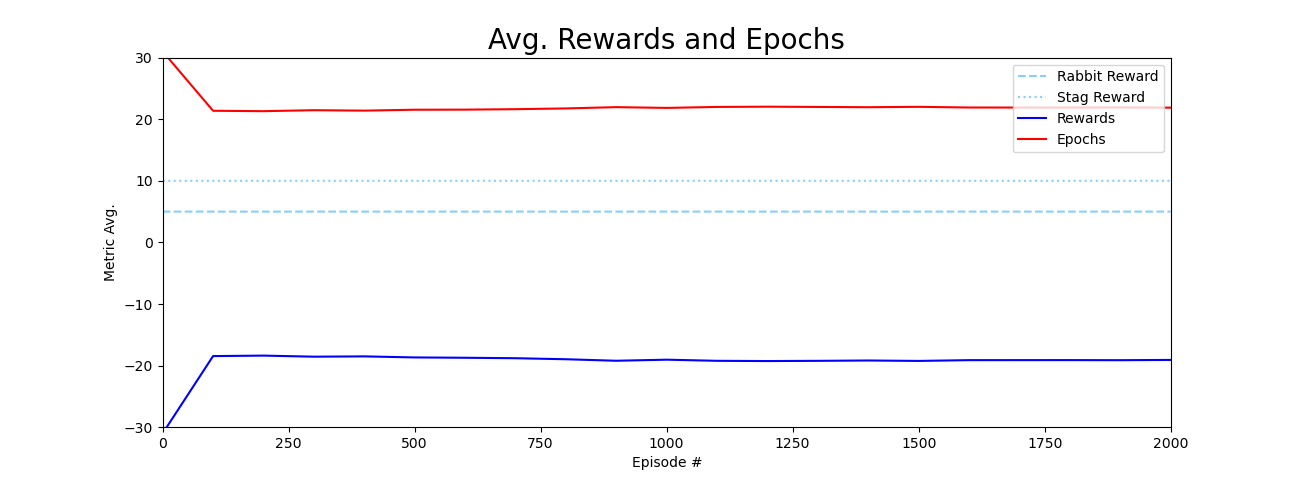 Avg. Rewards and Epochs
Metric Avg.
30
20
10
0
−10
−20
−30
Rabbit Reward
Stag Reward
Rewards
Epochs
0 250 500 750 1000 1250 1500 1750 2000
Episode #